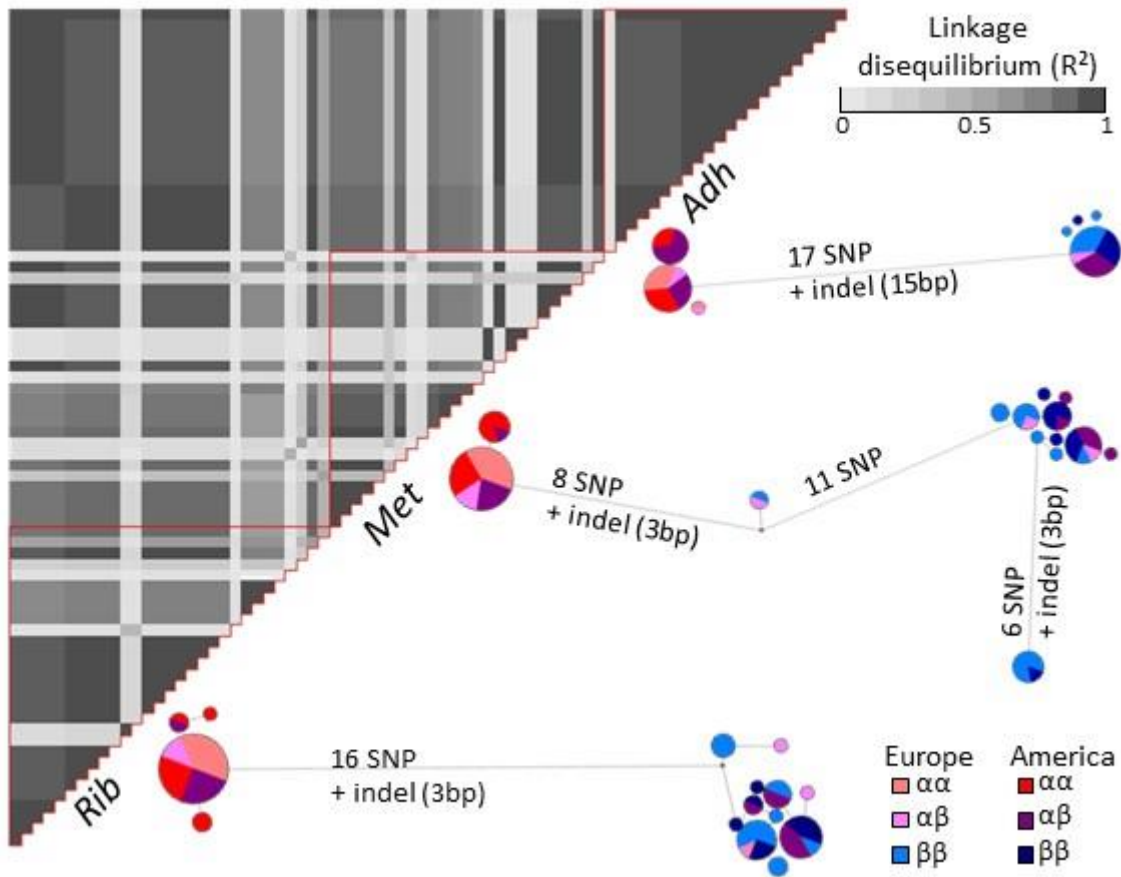 Linkage
disequilibrium (R²)
0 0.5 1
Adh
17 SNP
+ indel (15bp)
Met
8 SNP
+ indel (3bp)
11 SNP
6 SNP
+ indel (3bp)
Rib
16 SNP
+ indel (3bp)
Europe America
αα αα
αβ αβ
ββ ββ